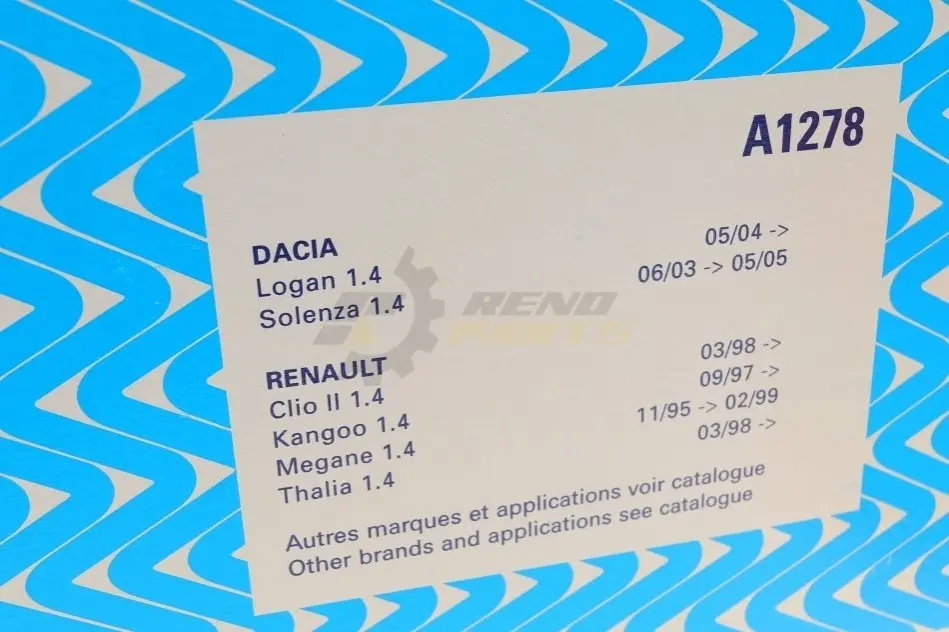 A1278
DACIA
Logan 1.4 05/04 ->
Solenza 1.4 06/03 -> 05/05
RENAULT
Clio II 1.4 03/98 ->
Kangoo 1.4 09/97 ->
Megane 1.4 11/95 -> 02/99
Thalia 1.4 03/98 ->
Autres marques et applications voir catalogue
Other brands and applications see catalogue
RENO
PARTS